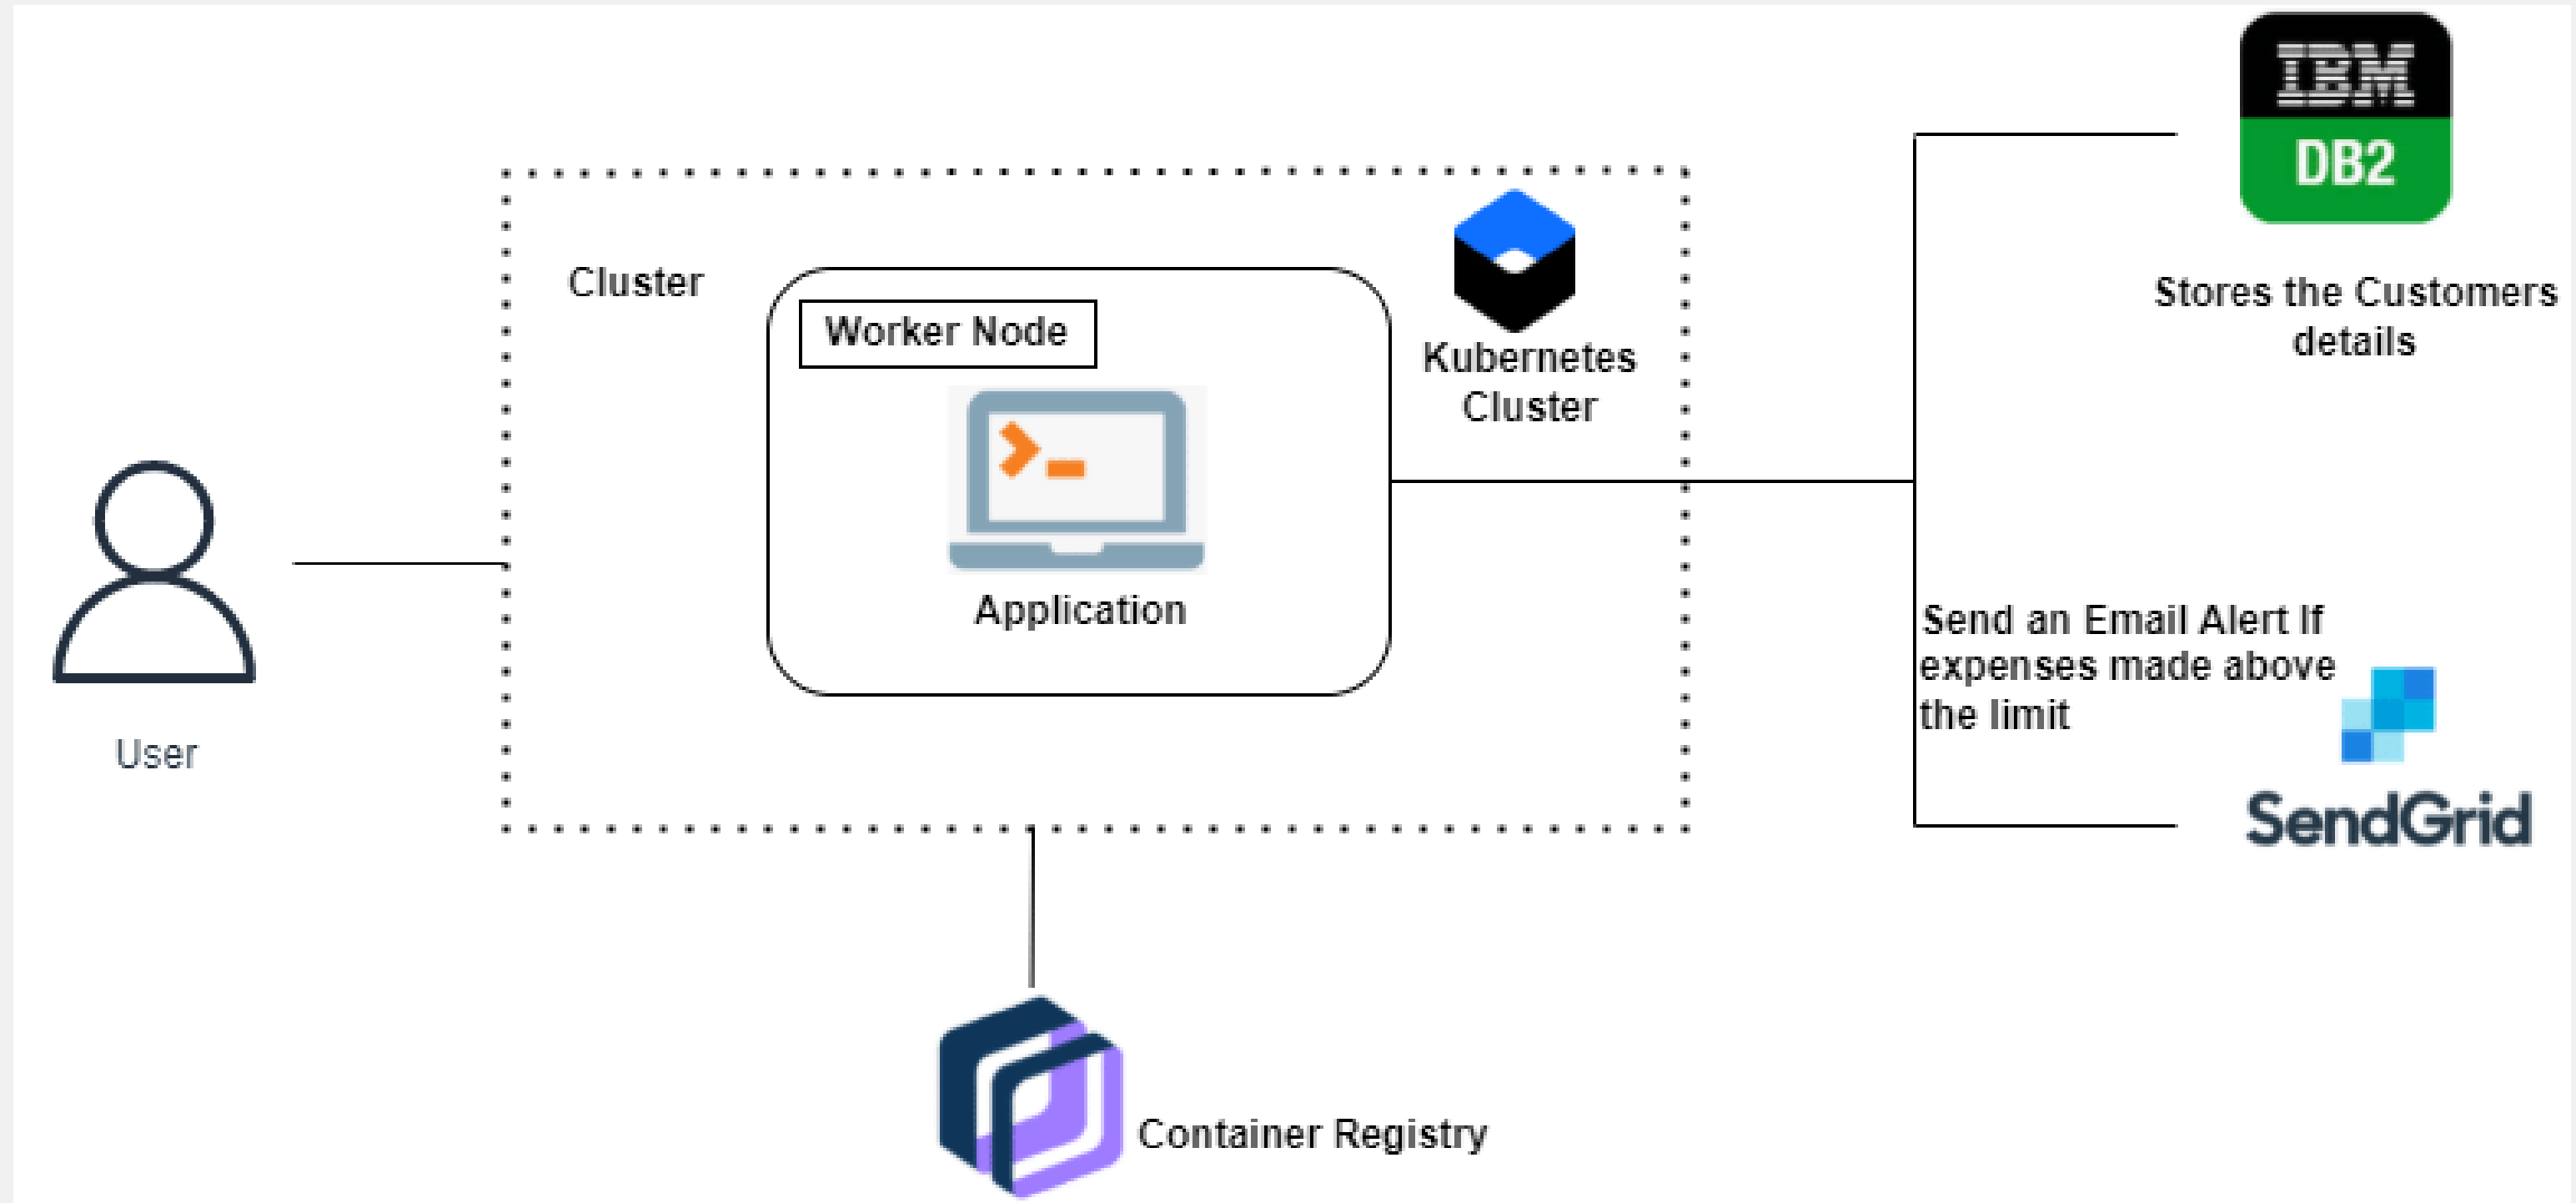 IBM
DB2
Stores the Customers
details
Cluster
Worker Node
Kubernetes
Cluster
Application
User
Send an Email Alert If
expenses made above
the limit
SendGrid
Container Registry